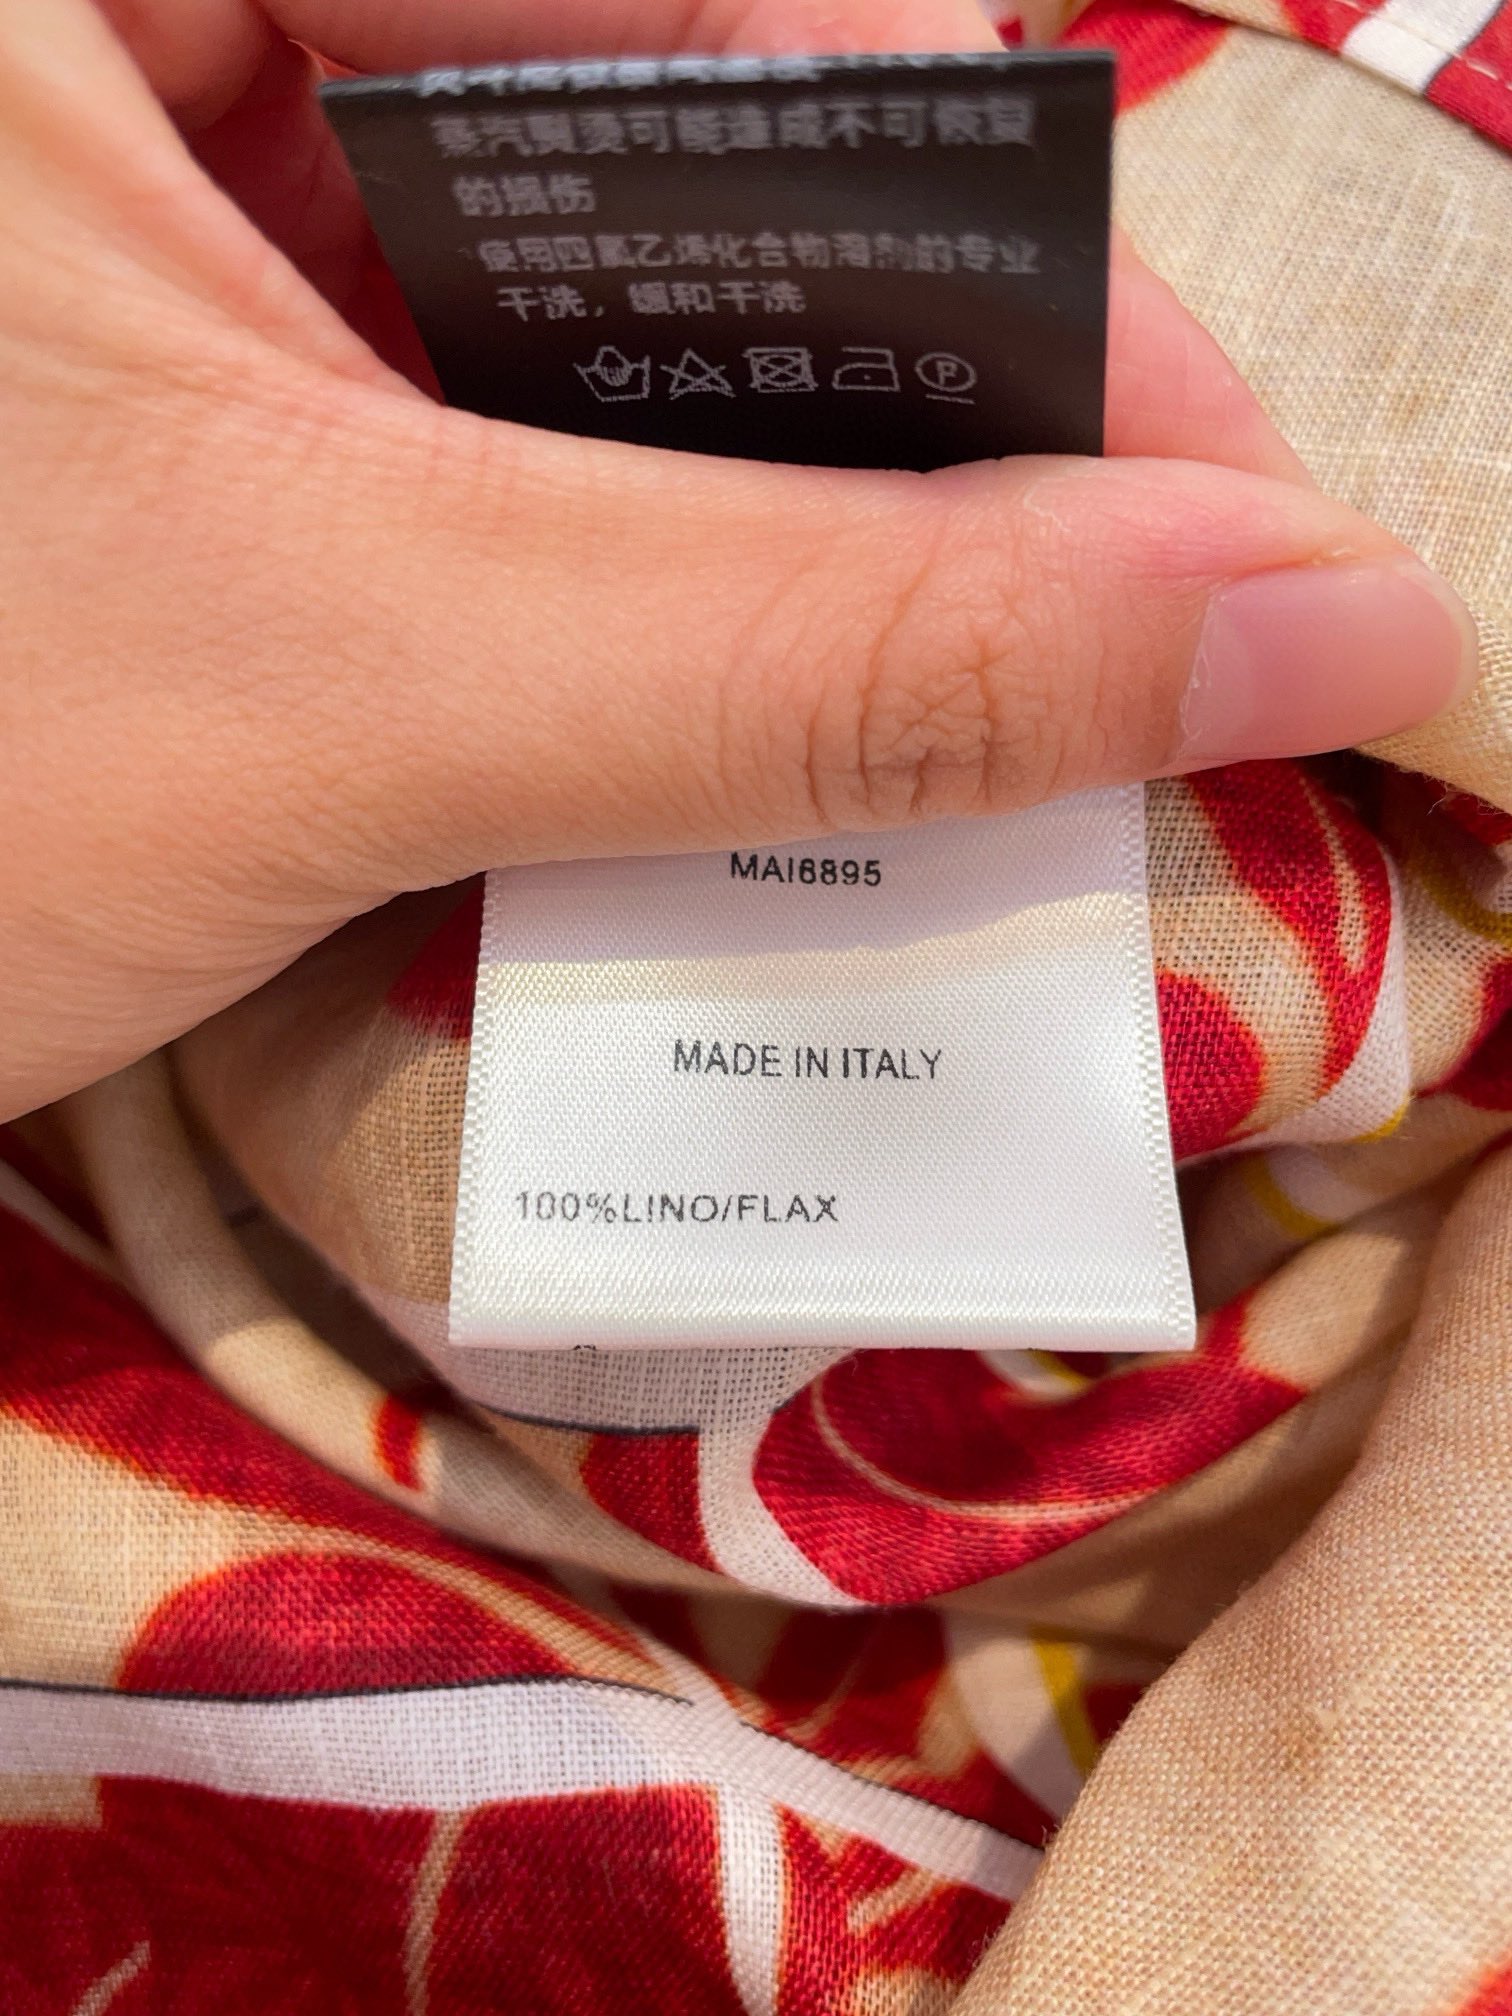 蒸汽熨烫可能造成不可恢复
的损伤
使用四氯乙烯化合物溶剂的专业
干洗，缓和干洗
P
MAI6895
MADE IN ITALY
100%LINO/FLAX